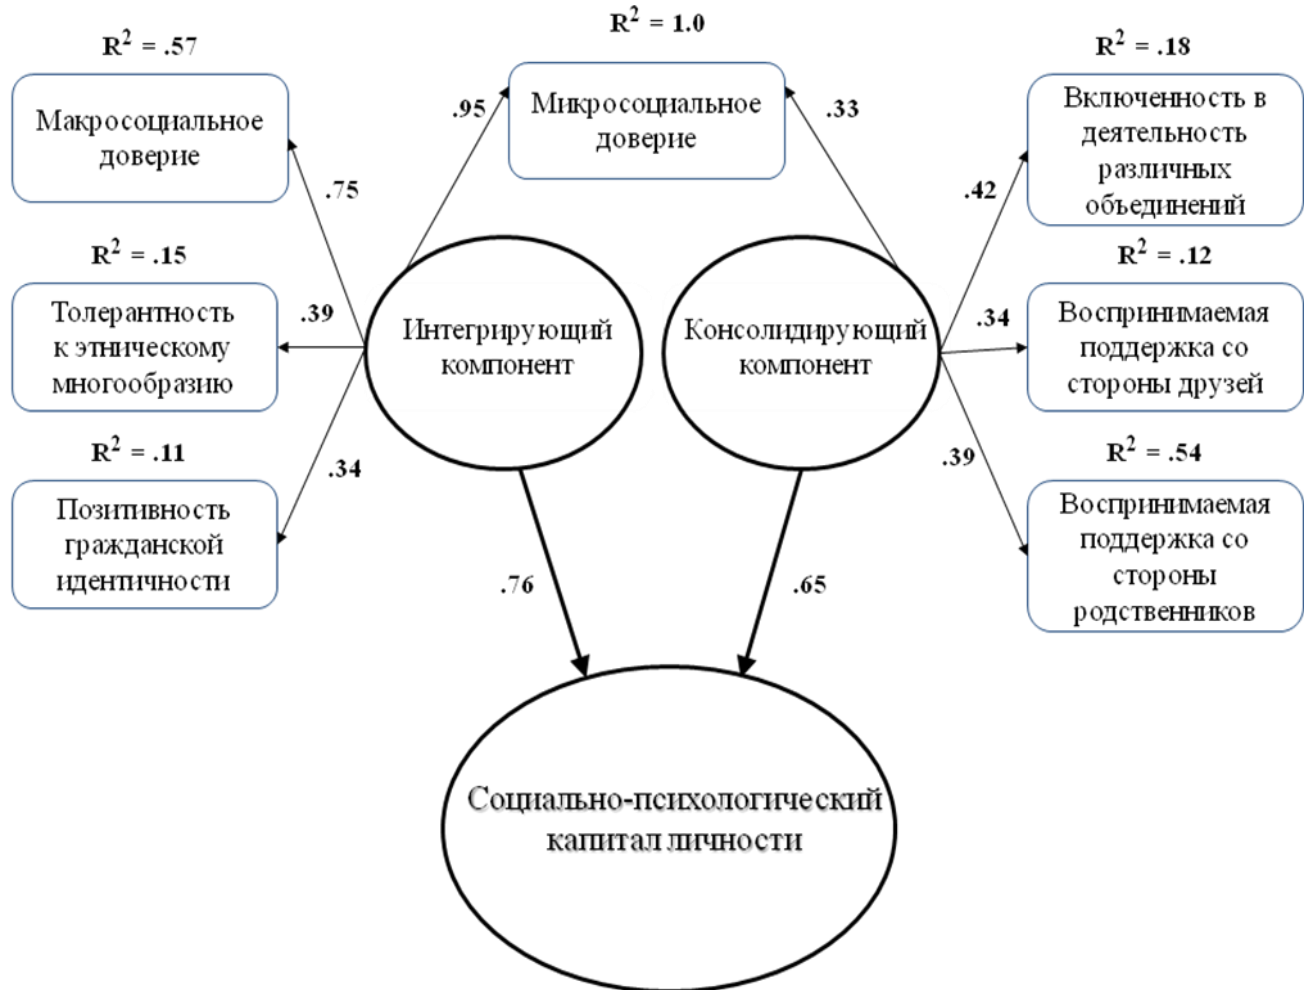 R² = 1.0
R² = .57
R² = .18
Макросоциальное
доверие
Микросоциальное
доверие
Включенность в
деятельность
различных
объединений
.95
.33
.75
.42
R² = .15
R² = .12
Толерантность
к этническому
многообразию
.39
Интегрирующий
компонент
Консолидирующий
компонент
.34
Воспринимаемая
поддержка со
стороны друзей
R² = .11
R² = .54
.34
.39
Позитивность
гражданской
идентичности
Воспринимаемая
поддержка со
стороны
родственников
.76
.65
Социально-психологический
капитал личности